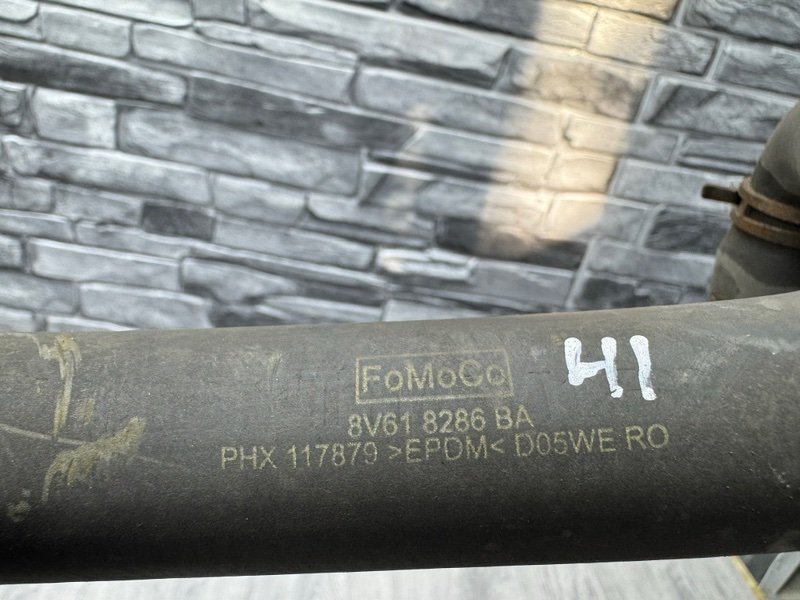 FoMoCo
41
8V61 8286 BA
PHX 117879 >EPDM< D05WE RO